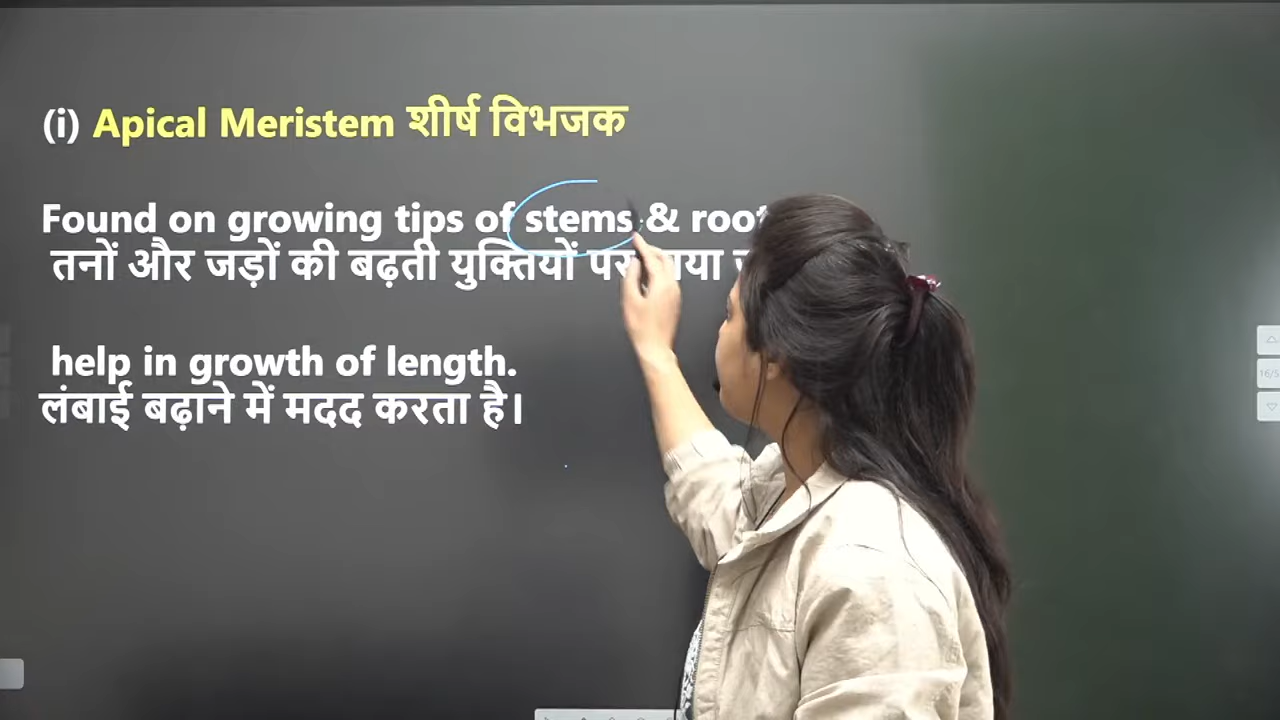 (i) Apical Meristem शीर्ष विभजक
Found on growing tips of stems & root
तनों और जड़ों की बढ़ती युक्तियों पर
help in growth of length.
लंबाई बढ़ाने में मदद करता है।